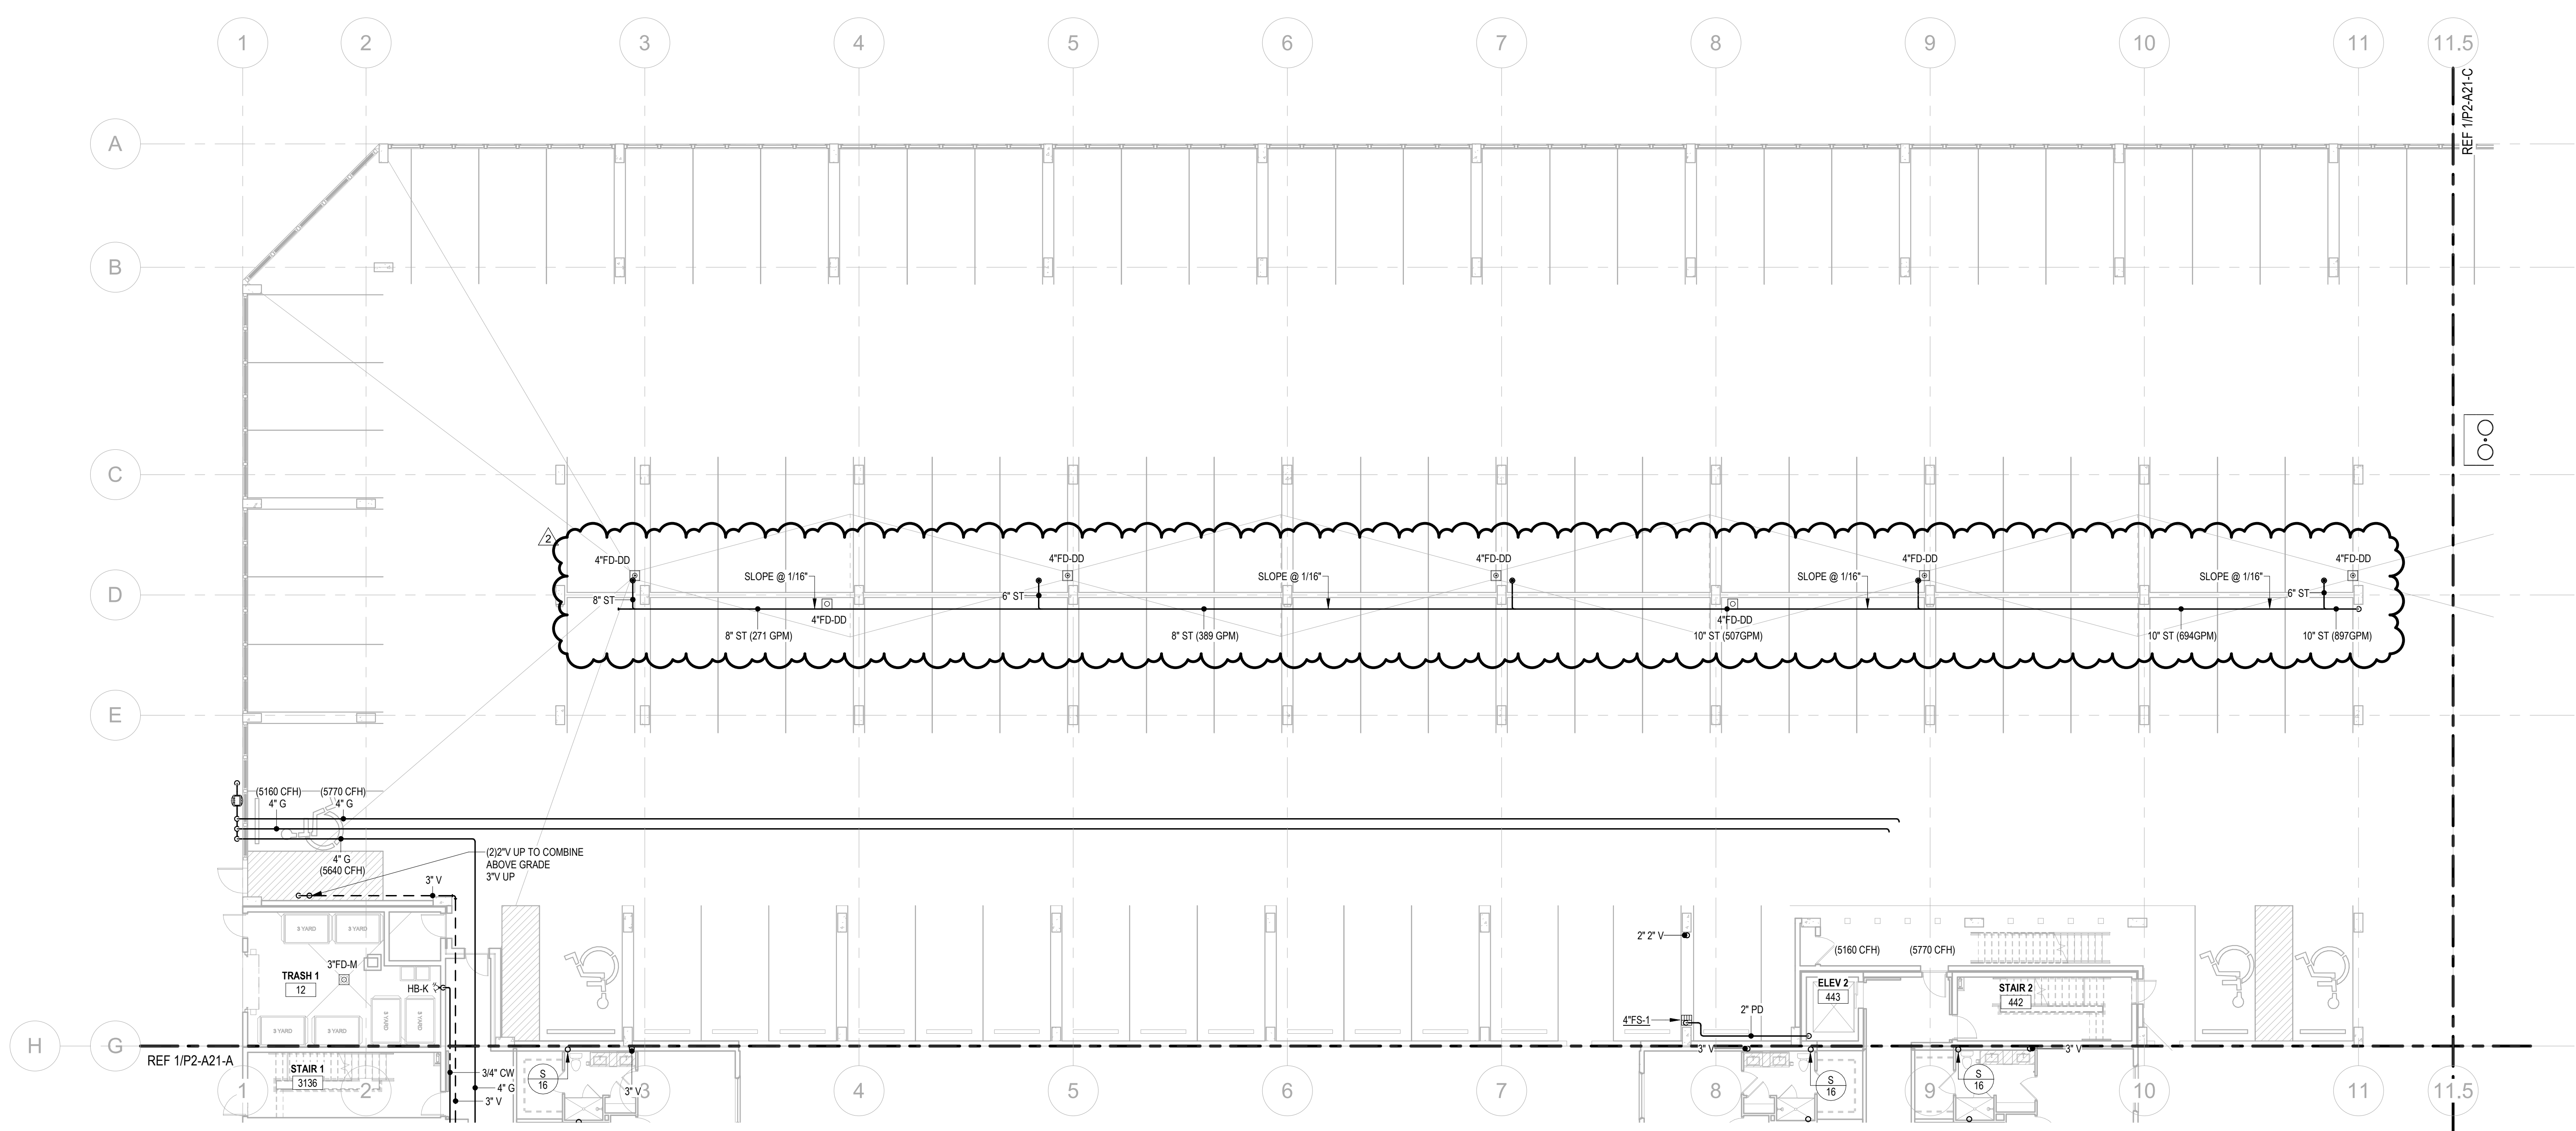 1
2
3
4
5
6
7
8
9
10
11
11.5
REF 1/P2-A21-C
A
B
C
D
E
2
4"FD-DD
4"FD-DD
4"FD-DD
4"FD-DD
4"FD-DD
SLOPE @ 1/16"
SLOPE @ 1/16"
SLOPE @ 1/16"
SLOPE @ 1/16"
8" ST
6" ST
6" ST
4"FD-DD
4"FD-DD
8" ST (271 GPM)
8" ST (389 GPM)
10" ST (507GPM)
10" ST (694GPM)
10" ST (897GPM)
(5160 CFH)
4" G
(5770 CFH)
4" G
4" G
(5640 CFH)
(2)2"V UP TO COMBINE
ABOVE GRADE
3"V UP
3" V
3 YARD
3 YARD
3"FD-M
TRASH 1
12
HB-K
3 YARD
3 YARD
3 YARD
3 YARD
2" 2" V
(5160 CFH)
(5770 CFH)
ELEV 2
443
STAIR 2
442
4"FS-1
2" PD
H
G
REF 1/P2-A21-A
STAIR 1
3136
3/4" CW
4" G
3" V
S
16
3" V
3" V
S
16
S
16
3" V
1
2
3
4
5
6
7
8
9
10
11
11.5